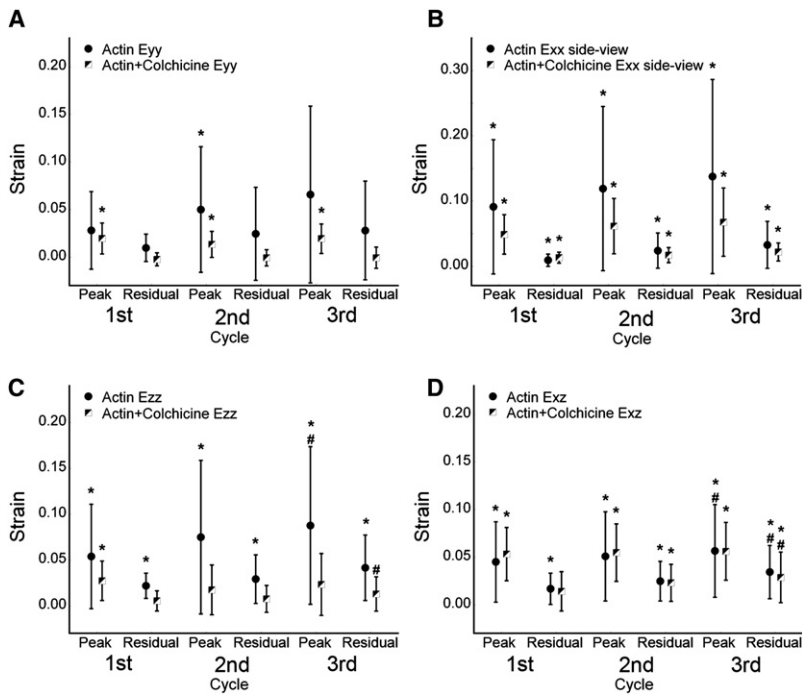 A
Actin Eyy
Actin+Colchicine Eyy
0.20
0.15
0.10
0.05
0.00
Strain
* * * *
Peak Residual Peak Residual Peak Residual
1st 2nd 3rd
Cycle
B
Actin Exx side-view
Actin+Colchicine Exx side-view
0.30
0.20
0.10
0.00
Strain
* * * * * * * * * * * *
Peak Residual Peak Residual Peak Residual
1st 2nd 3rd
Cycle
C
Actin Ezz
Actin+Colchicine Ezz
0.20
0.15
0.10
0.05
0.00
Strain
* * * * * * # * #
Peak Residual Peak Residual Peak Residual
1st 2nd 3rd
Cycle
D
Actin Exz
Actin+Colchicine Exz
0.20
0.15
0.10
0.05
0.00
Strain
* * * * * * * * # * * # * #
Peak Residual Peak Residual Peak Residual
1st 2nd 3rd
Cycle